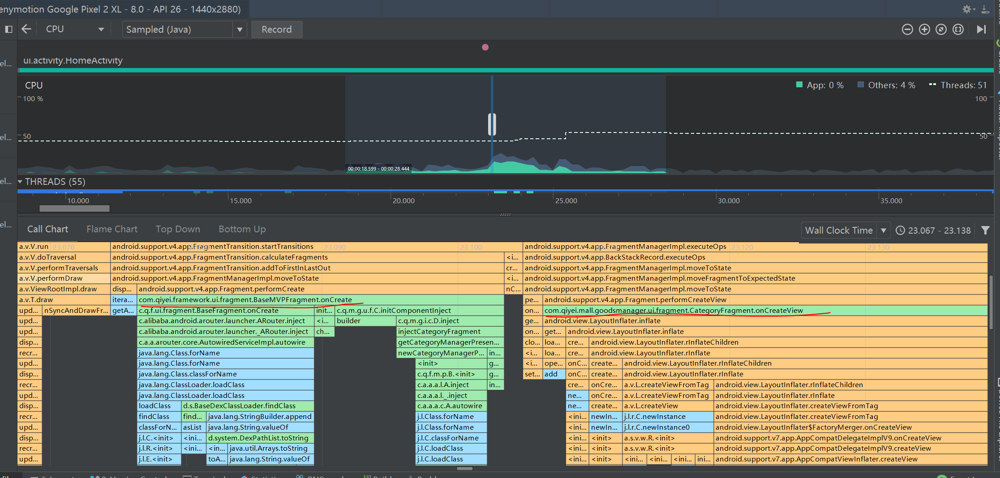 enymotion Google Pixel 2 XL - 8.0 - API 26 - 1440x2880)
CPU Sampled (Java) Record
ui.activity.HomeActivity
el...
CPU App: 0 % Others: 4 % Threads: 51
100 % 100
el...
50 50
00:00:18.599 - 00:00:28.444
el...
THREADS (55)
10.000 15.000 20.000 25.000 30.000 35.000
el...
Call Chart Flame Chart Top Down Bottom Up Wall Clock Time 23.067 - 23.138
a.v.V.run 23.070 android.support.v4.app.FragmentTransition.startTransitions 23.090 23.100 android.support.v4.app.FragmentManagerImpl.executeOps 23.120 23.130
a.v.V.doTraversal android.support.v4.app.FragmentTransition.calculateFragments <i... android.support.v4.app.BackStackRecord.executeOps
a.v.V.performTraversals android.support.v4.app.FragmentTransition.addToFirstInLastOut cr... android.support.v4.app.FragmentManagerImpl.moveToState
a.v.V.performDraw android.support.v4.app.FragmentManagerImpl.moveToState <i... android.support.v4.app.FragmentManagerImpl.moveFragmentToExpectedState
a.v.ViewRootImpl.draw disp... android.support.v4.app.Fragment.performCreate nC... android.support.v4.app.FragmentManagerImpl.moveToState
a.v.T.draw itera... com.qiyei.framework.ui.fragment.BaseMVPFragment.onCreate pe... android.support.v4.app.Fragment.performCreateView
upd... nSyncAndDrawFr... getA... c.q.f.ui.fragment.BaseFragment.onCreate init... c.q.m.g.u.f.C.initComponentInject on... com.qiyei.mall.goodsmanager.ui.fragment.CategoryFragment.onCreateView
upd... c.alibaba.android.arouter.launcher.ARouter.inject <i... builder c.q.m.g.i.c.D.inject ge... android.view.LayoutInflater.inflate
upd... c.alibaba.android.arouter.launcher._ARouter.inject ch... injectCategoryFragment on... get... android.view.LayoutInflater.inflate
disp... c.a.a.arouter.core.AutowiredServiceImpl.autowire getCategoryManagerPresen... clo... loa... cre... android.view.LayoutInflater.rInflateChildren
recr... java.lang.Class.forName newCategoryManagerP... in... <i... loa... cre... android.view.LayoutInflater.rInflate
upd... java.lang.Class.forName <init> g... <i... ope... onC... create... android.view.LayoutInflater.rInflateChildren
disp... java.lang.Class.classForName c.q.f.m.p.B.<init> g... set... add onC... create... android.view.LayoutInflater.rInflate
recr... java.lang.ClassLoader.loadClass c.a.a.a.l.A.inject in... cre... onCre... a.v.L.createViewFromTag android.view.LayoutInflater.rInflateChildren
upd... java.lang.ClassLoader.loadClass c.a.a.a.l._.inject ne... onCre... a.v.L.createViewFromTag android.view.LayoutInflater.rInflate
disp... loadClass d.s.BaseDexClassLoader.findClass c.a.a.a.c.A.autowire ne... create... a.v.L.createView android.view.LayoutInflater.createViewFromTag
recr... findClass find... java.lang.StringBuilder.append j.l.Class.forName <ini... newIn... j.l.r.C.newInstance android.view.LayoutInflater.createViewFromTag
upd... classForN... asList java.lang.String.valueOf j.l.Class.forName <ini... newIn... j.l.r.C.newInstance0 android.view.LayoutInflater$FactoryMerger.onCreateView
disp... j.l.C.<init> <ini... d.system.DexPathList.toString j.l.C.classForName <ini... <init> a.s.v.w.R.<init> android.support.v7.app.AppCompatDelegateImplV9.onCreateView
recr... j.l.R.<init> <ini... <in... java.util.Arrays.toString j.l.C.loadClass <ini... <init> a.s.v.w.R.<init> android.support.v7.app.AppCompatDelegateImplV9.createView
upd... j.l.E.<init> toA... java.lang.String.valueOf j.l.C.loadClass <ini... <init> <ini... <ini... <ini... ini... android.support.v7.app.AppCompatViewInflater.createView